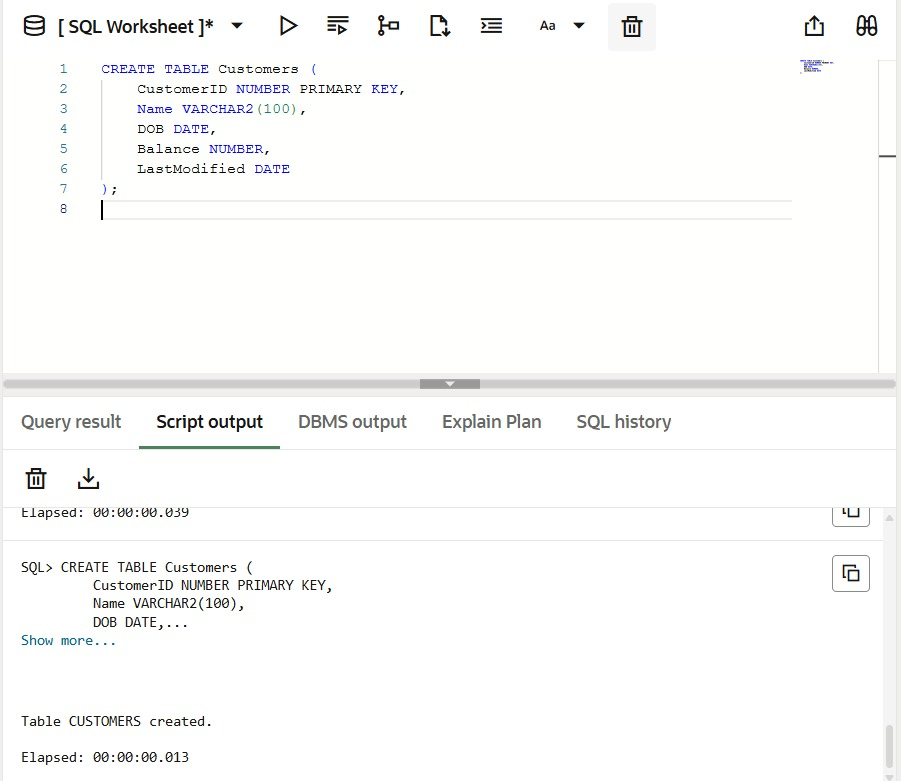 [ SQL Worksheet ]*
Aa
1 CREATE TABLE Customers (
2 CustomerID NUMBER PRIMARY KEY,
3 Name VARCHAR2(100),
4 DOB DATE,
5 Balance NUMBER,
6 LastModified DATE
7 );
8
Query result Script output DBMS output Explain Plan SQL history
Elapsed: 00:00:00.039
SQL> CREATE TABLE Customers (
CustomerID NUMBER PRIMARY KEY,
Name VARCHAR2(100),
DOB DATE,...
Show more...
Table CUSTOMERS created.
Elapsed: 00:00:00.013